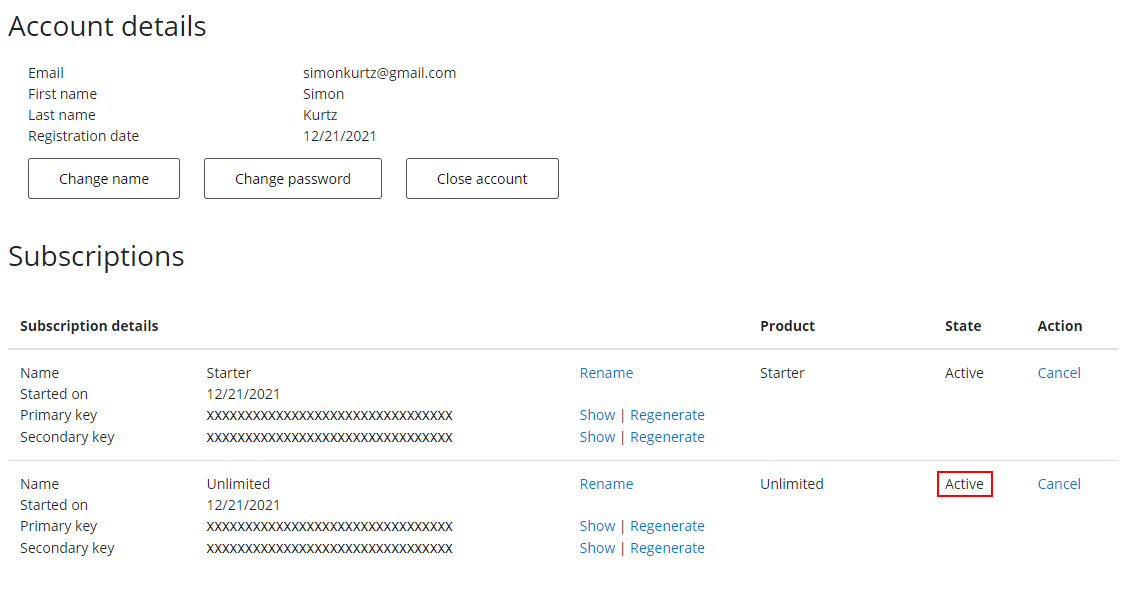 Account details
Email simonkurtz@gmail.com
First name Simon
Last name Kurtz
Registration date 12/21/2021
Change name Change password Close account
Subscriptions
Subscription details Product State Action
Name Starter Rename Starter Active Cancel
Started on 12/21/2021
Primary key XXXXXXXXXXXXXXXXXXXXXXXXXXXXXXXX Show | Regenerate
Secondary key XXXXXXXXXXXXXXXXXXXXXXXXXXXXXXXX Show | Regenerate
Name Unlimited Rename Unlimited Active Cancel
Started on 12/21/2021
Primary key XXXXXXXXXXXXXXXXXXXXXXXXXXXXXXXX Show | Regenerate
Secondary key XXXXXXXXXXXXXXXXXXXXXXXXXXXXXXXX Show | Regenerate